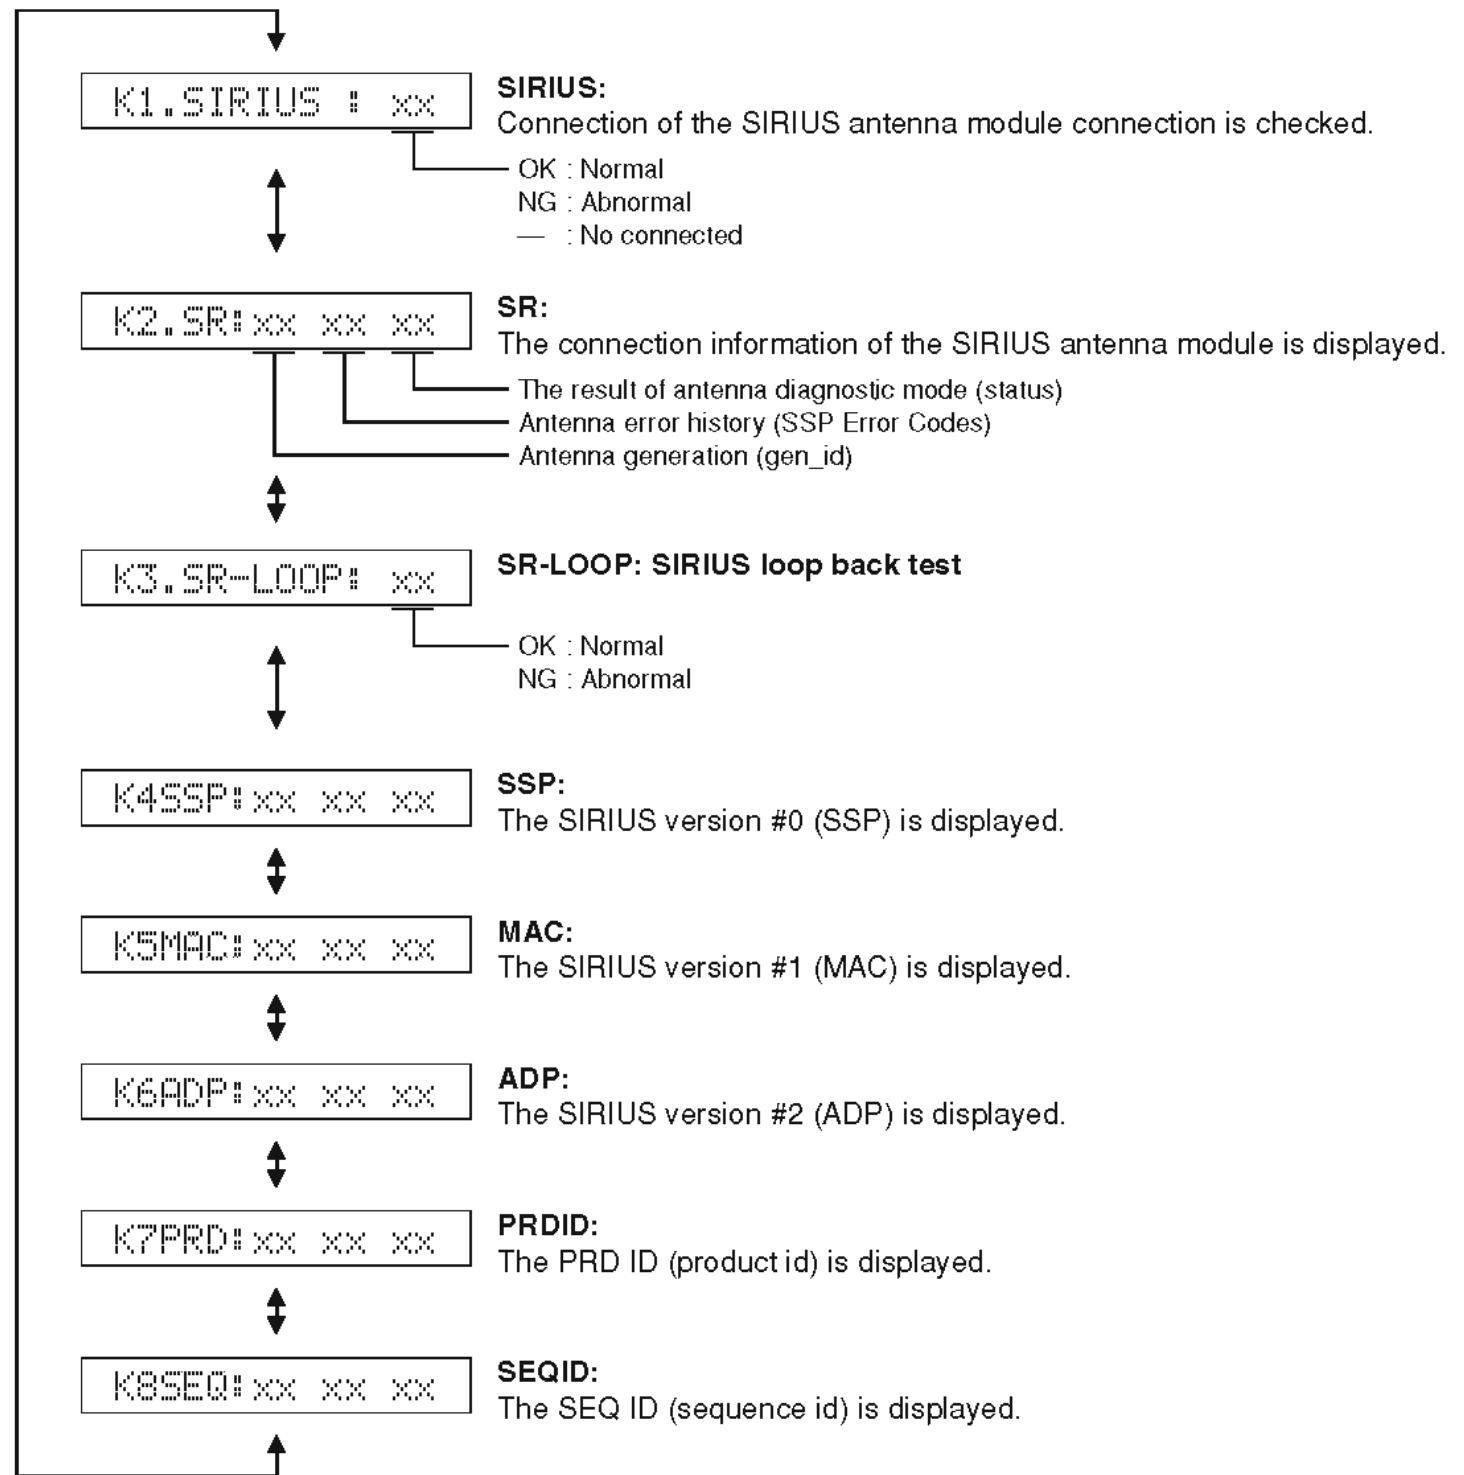 K1.SIRIUS : xx
SIRIUS:
Connection of the SIRIUS antenna module connection is checked.
OK : Normal
NG : Abnormal
— : No connected
K2.SR:xx xx xx
SR:
The connection information of the SIRIUS antenna module is displayed.
The result of antenna diagnostic mode (status)
Antenna error history (SSP Error Codes)
Antenna generation (gen_id)
K3.SR-LOOP: xx
SR-LOOP: SIRIUS loop back test
OK : Normal
NG : Abnormal
K4SSP:xx xx xx
SSP:
The SIRIUS version #0 (SSP) is displayed.
K5MAC:xx xx xx
MAC:
The SIRIUS version #1 (MAC) is displayed.
K6ADP:xx xx xx
ADP:
The SIRIUS version #2 (ADP) is displayed.
K7PRD:xx xx xx
PRDID:
The PRD ID (product id) is displayed.
K8SEQ:xx xx xx
SEQID:
The SEQ ID (sequence id) is displayed.